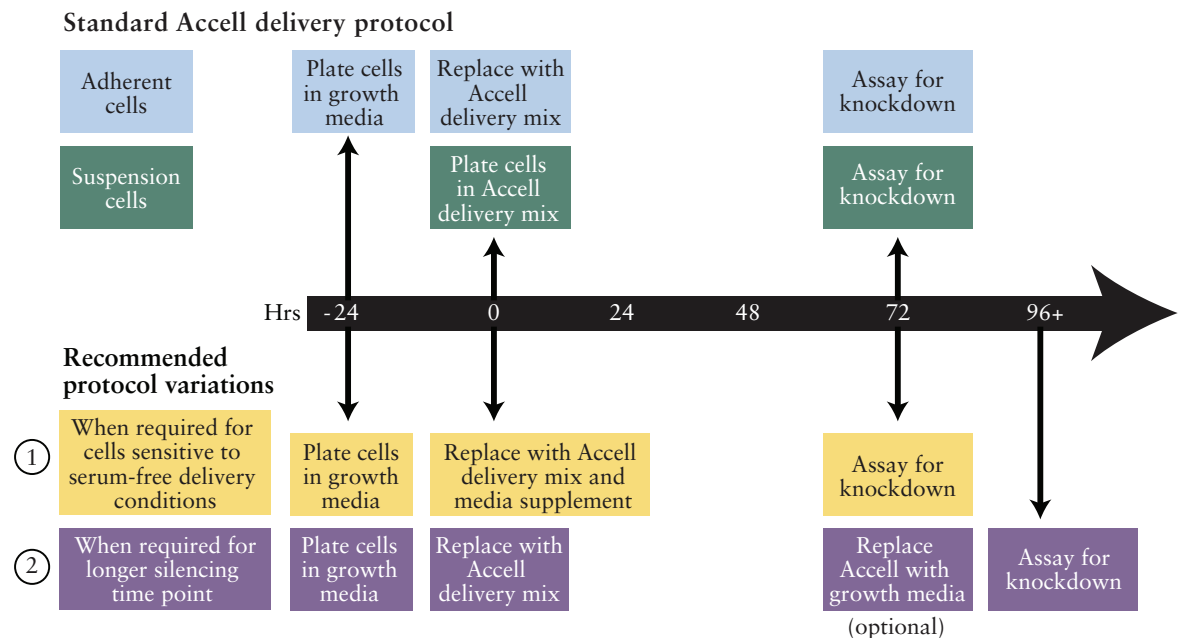 Standard Accell delivery protocol
Adherent
cells
Plate cells
in growth
media
Replace with
Accell
delivery mix
Assay for
knockdown
Suspension
cells
Plate cells
in Accell
delivery mix
Assay for
knockdown
Hrs -24 0 24 48 72 96+
Recommended
protocol variations
1
When required for
cells sensitive to
serum-free delivery
conditions
Plate cells
in growth
media
Replace with Accell
delivery mix and
media supplement
Assay for
knockdown
2
When required for
longer silencing
time point
Plate cells
in growth
media
Replace with
Accell
delivery mix
Replace
Accell with
growth media
(optional)
Assay for
knockdown